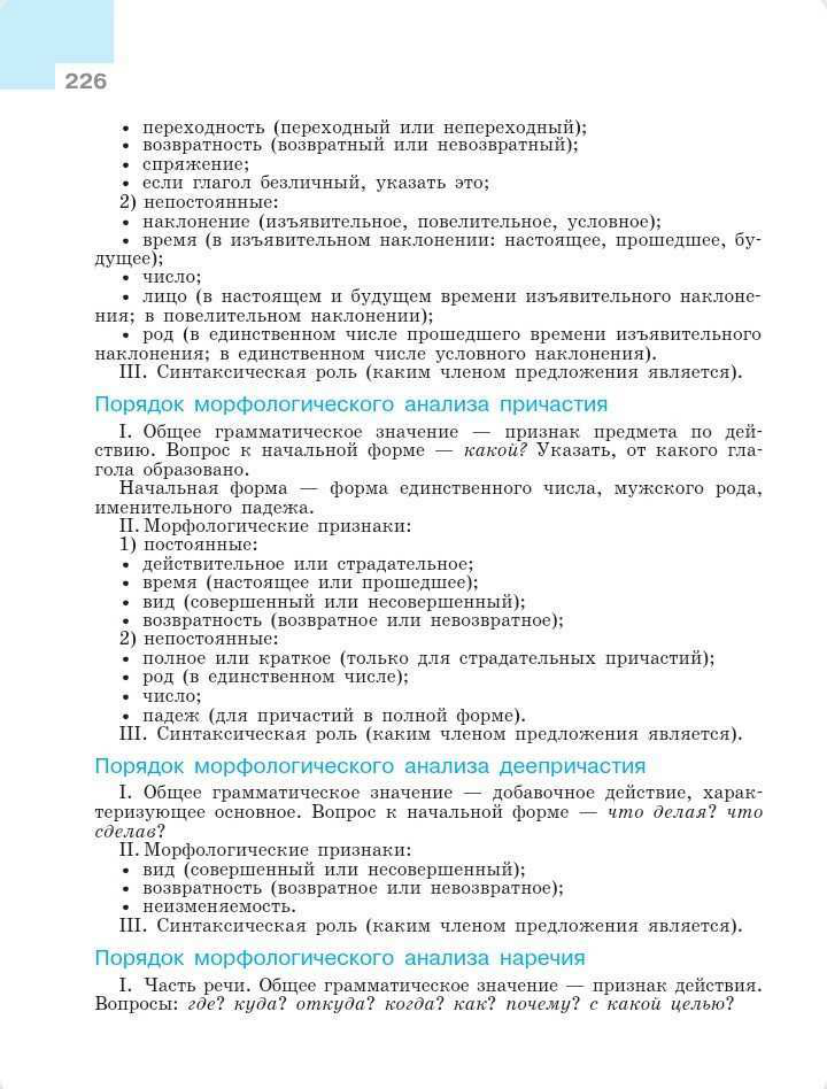 226
• переходность (переходный или непереходный);
• возвратность (возвратный или невозвратный);
• спряжение;
• если глагол безличный, указать это;
2) непостоянные:
• наклонение (изъявительное, повелительное, условное);
• время (в изъявительном наклонении: настоящее, прошедшее, бу-
дущее);
• число;
• лицо (в настоящем и будущем времени изъявительного наклоне-
ния; в повелительном наклонении);
• род (в единственном числе прошедшего времени изъявительного
наклонения; в единственном числе условного наклонения).
III. Синтаксическая роль (каким членом предложения является).
Порядок морфологического анализа причастия
I. Общее грамматическое значение — признак предмета по дей-
ствию. Вопрос к начальной форме — какой? Указать, от какого гла-
гола образовано.
Начальная форма — форма единственного числа, мужского рода,
именительного падежа.
II. Морфологические признаки:
1) постоянные:
• действительное или страдательное;
• время (настоящее или прошедшее);
• вид (совершенный или несовершенный);
• возвратность (возвратное или невозвратное);
2) непостоянные:
• полное или краткое (только для страдательных причастий);
• род (в единственном числе);
• число;
• падеж (для причастий в полной форме).
III. Синтаксическая роль (каким членом предложения является).
Порядок морфологического анализа деепричастия
I. Общее грамматическое значение — добавочное действие, харак-
теризующее основное. Вопрос к начальной форме — что делая? что
сделав?
II. Морфологические признаки:
• вид (совершенный или несовершенный);
• возвратность (возвратное или невозвратное);
• неизменяемость.
III. Синтаксическая роль (каким членом предложения является).
Порядок морфологического анализа наречия
I. Часть речи. Общее грамматическое значение — признак действия.
Вопросы: где? куда? откуда? когда? как? почему? с какой целью?